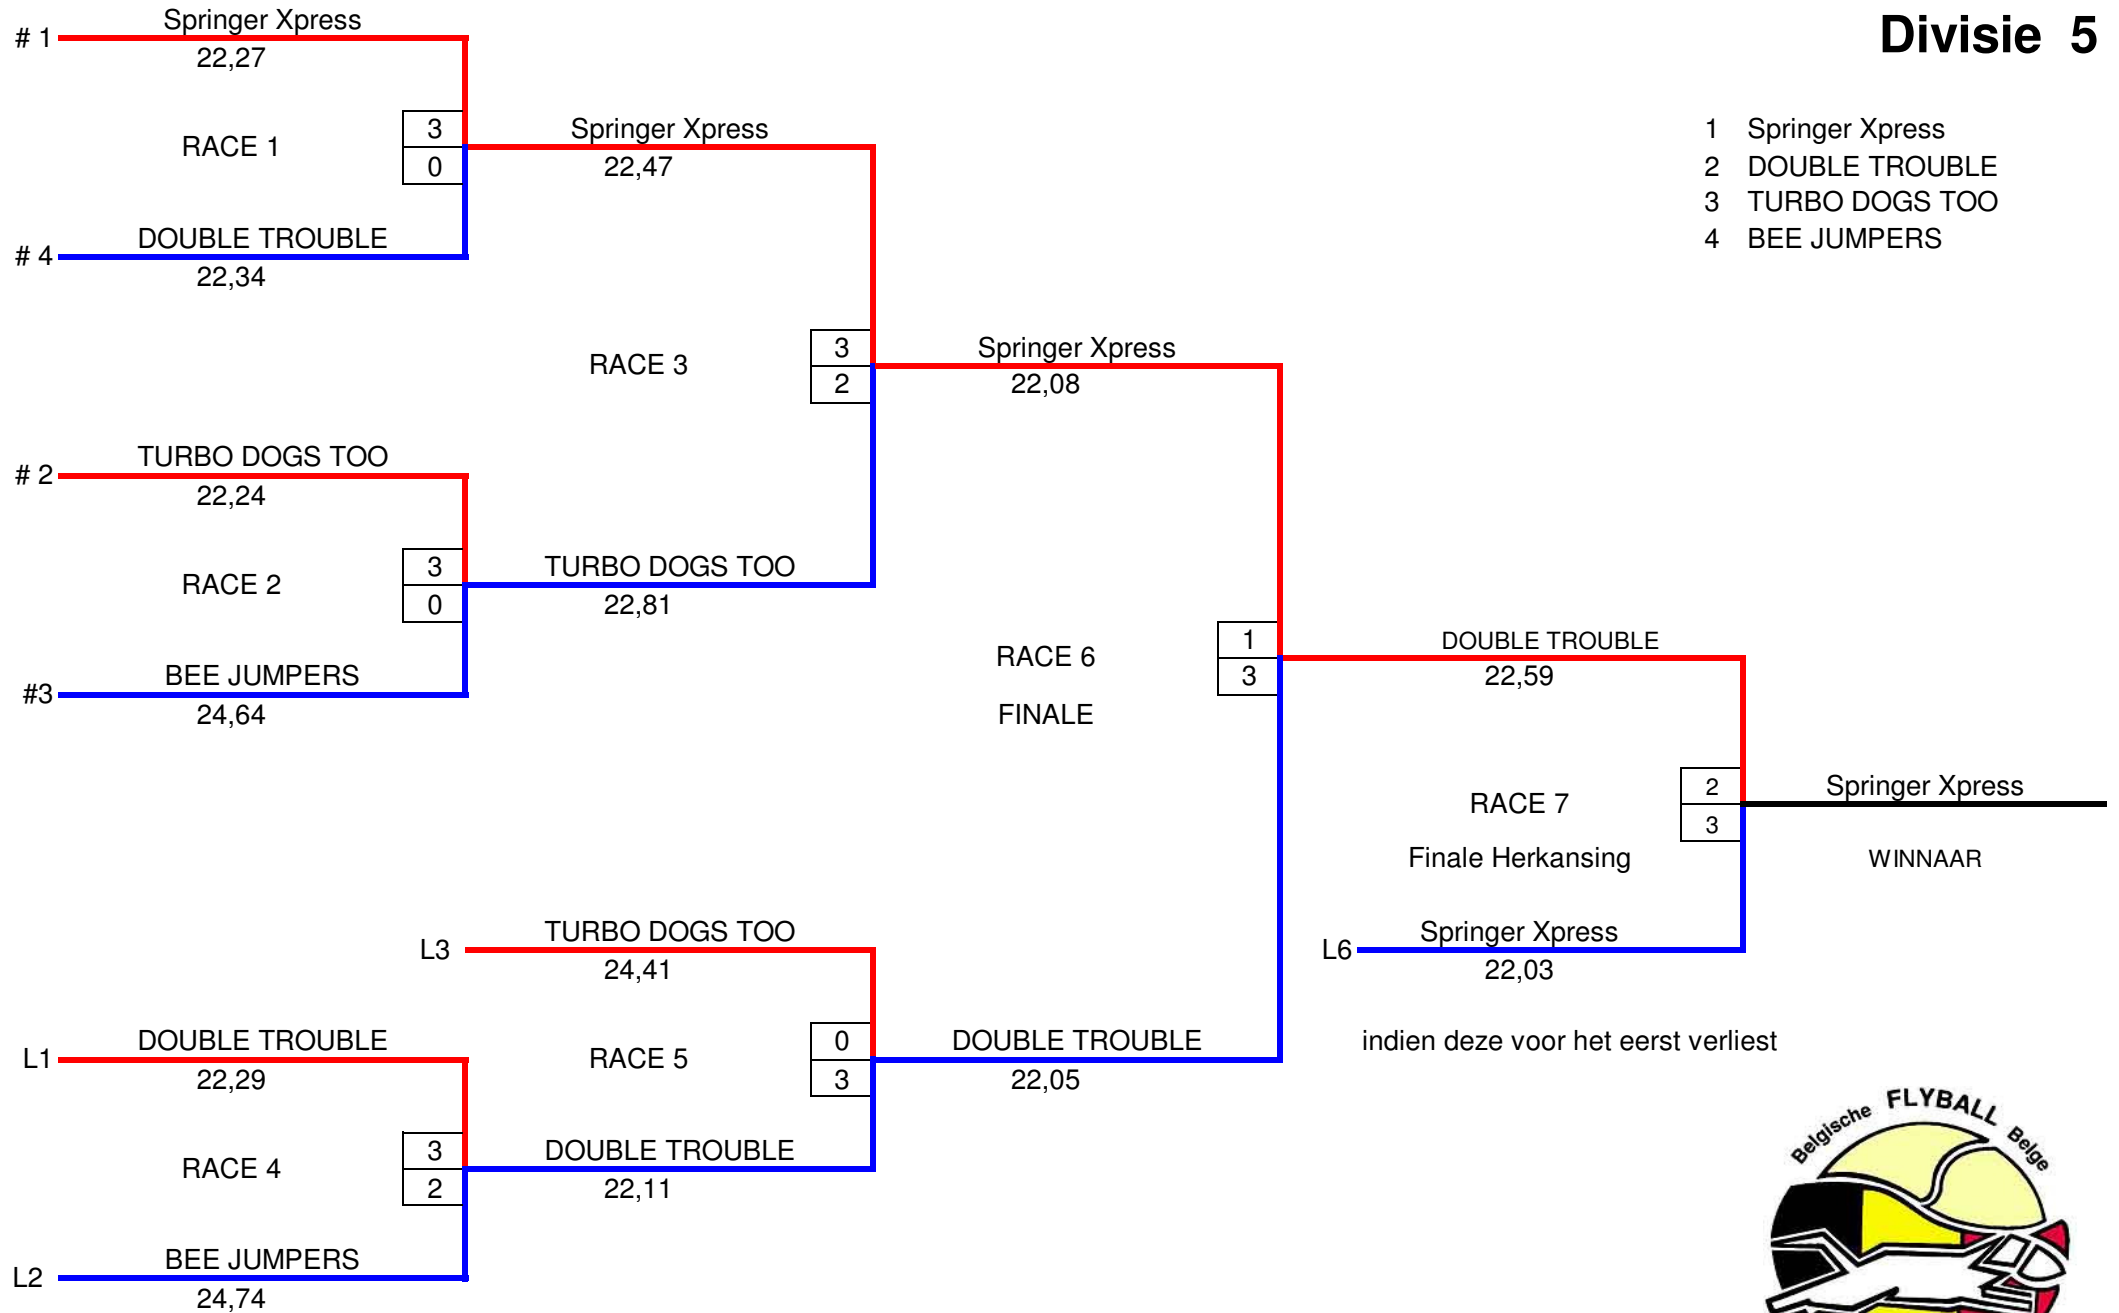 Divisie 5
1 Springer Xpress
2 DOUBLE TROUBLE
3 TURBO DOGS TOO
4 BEE JUMPERS
# 1
Springer Xpress
22,27
RACE 1
3
0
# 4
DOUBLE TROUBLE
22,34
Springer Xpress
22,47
RACE 3
3
2
# 2
TURBO DOGS TOO
22,24
RACE 2
3
0
#3
BEE JUMPERS
24,64
TURBO DOGS TOO
22,81
Springer Xpress
22,08
RACE 6
FINALE
1
3
DOUBLE TROUBLE
22,59
RACE 7
Finale Herkansing
2
3
Springer Xpress
WINNAAR
L6
Springer Xpress
22,03
indien deze voor het eerst verliest
L3
TURBO DOGS TOO
24,41
RACE 5
0
3
DOUBLE TROUBLE
22,05
L1
DOUBLE TROUBLE
22,29
RACE 4
3
2
DOUBLE TROUBLE
22,11
L2
BEE JUMPERS
24,74
Belgische FLYBALL Belge